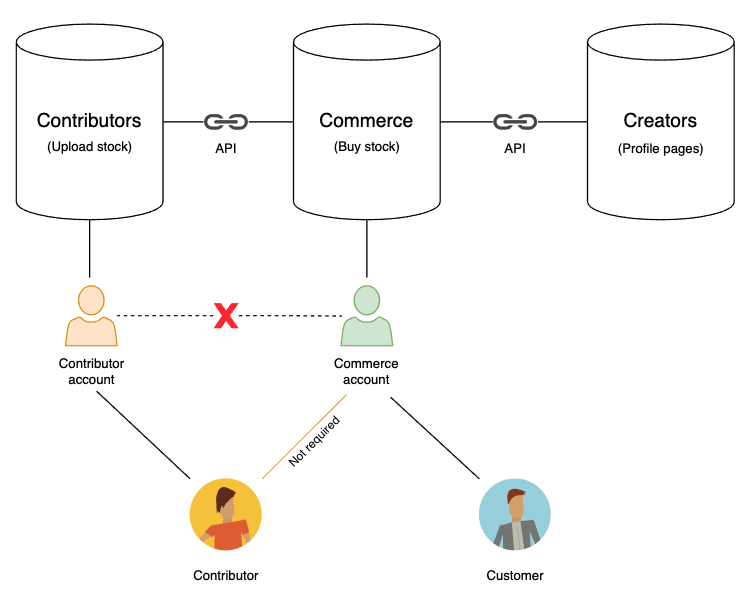 Contributors
(Upload stock)
API
Commerce
(Buy stock)
API
Creators
(Profile pages)
X
Contributor
account
Commerce
account
Not required
Contributor
Customer